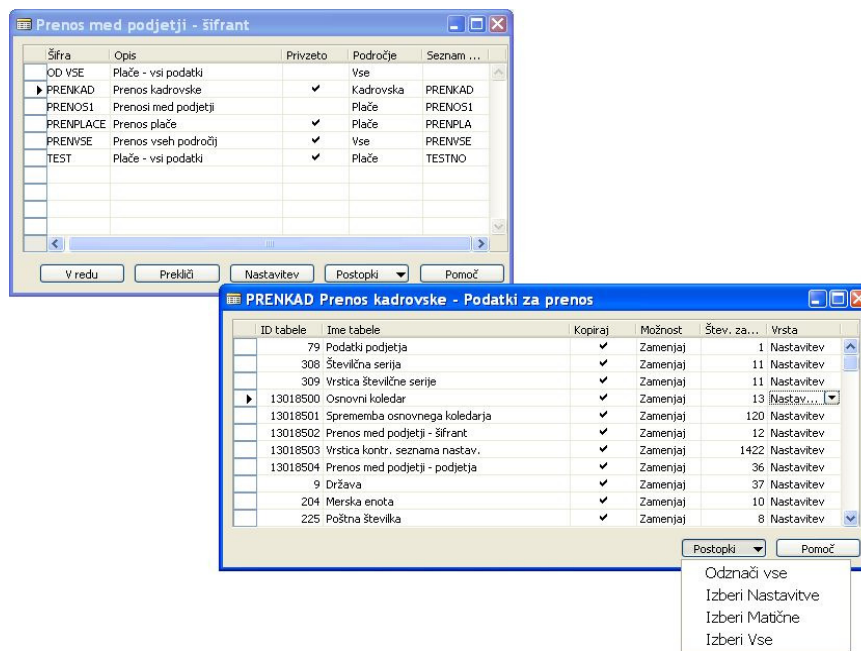 Prenos med podjetji - šifrant
Šifra Opis Privzeto Področje Seznam ...
OD VSE Plače - vsi podatki Vse
PRENKAD Prenos kadrovske ✔ Kadrovska PRENKAD
PRENOS1 Prenosi med podjetji Plače PRENOS1
PRENPLACE Prenos plače ✔ Plače PRENPLA
PRENVSE Prenos vseh področij ✔ Vse PRENVSE
TEST Plače - vsi podatki ✔ Plače TESTNO
V redu Prekliči Nastavitev Postopki Pomoč
PRENKAD Prenos kadrovske - Podatki za prenos
ID tabele Ime tabele Kopiraj Možnost Štev. za... Vrsta
79 Podatki podjetja ✔ Zamenjaj 1 Nastavitev
308 Številčna serija ✔ Zamenjaj 11 Nastavitev
309 Vrstica številčne serije ✔ Zamenjaj 11 Nastavitev
13018500 Osnovni koledar ✔ Zamenjaj 13 Nastav...
13018501 Sprememba osnovnega koledarja ✔ Zamenjaj 120 Nastavitev
13018502 Prenos med podjetji - šifrant ✔ Zamenjaj 12 Nastavitev
13018503 Vrstica kontr. seznama nastav. ✔ Zamenjaj 1422 Nastavitev
13018504 Prenos med podjetji - podjetja ✔ Zamenjaj 36 Nastavitev
9 Država ✔ Zamenjaj 37 Nastavitev
204 Merska enota ✔ Zamenjaj 10 Nastavitev
225 Poštna številka ✔ Zamenjaj 8 Nastavitev
Postopki Pomoč
Odznači vse
Izberi Nastavitve
Izberi Matične
Izberi Vse